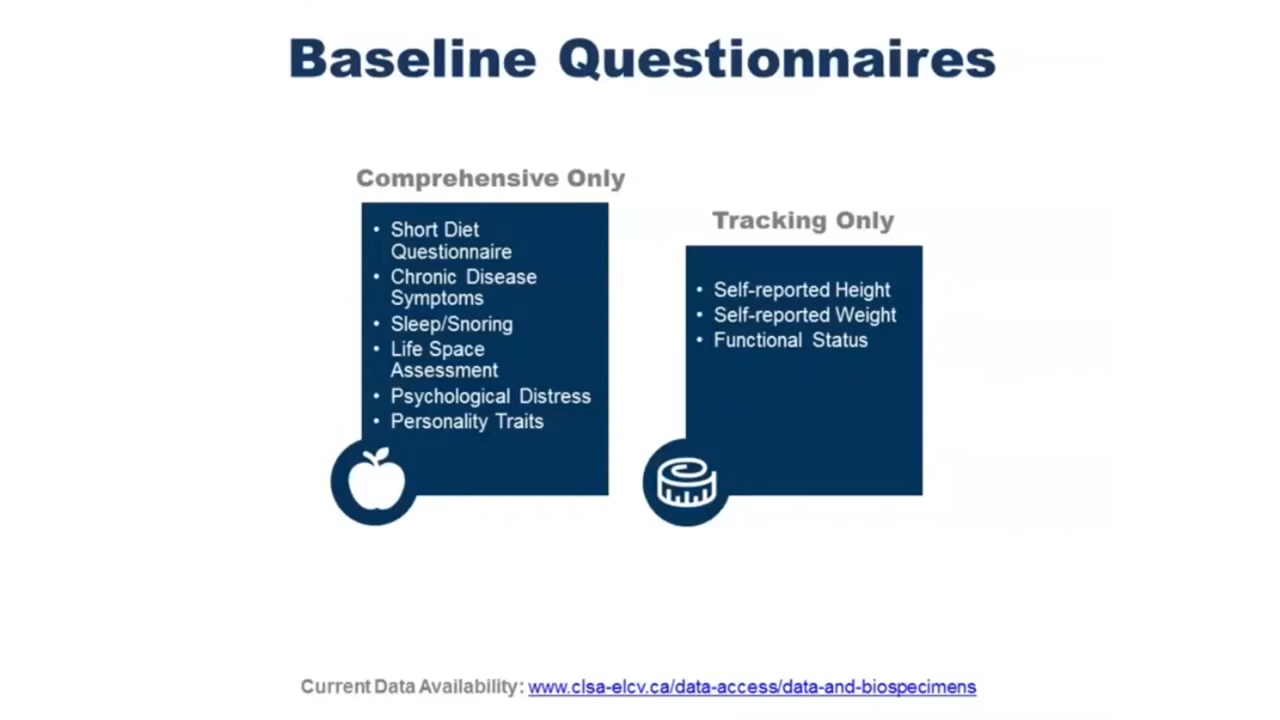 Baseline Questionnaires
Comprehensive Only
• Short Diet
Questionnaire
• Chronic Disease
Symptoms
• Sleep/Snoring
• Life Space
Assessment
• Psychological Distress
• Personality Traits
Tracking Only
• Self-reported Height
• Self-reported Weight
• Functional Status
Current Data Availability: www.clsa-elcv.ca/data-access/data-and-biospecimens